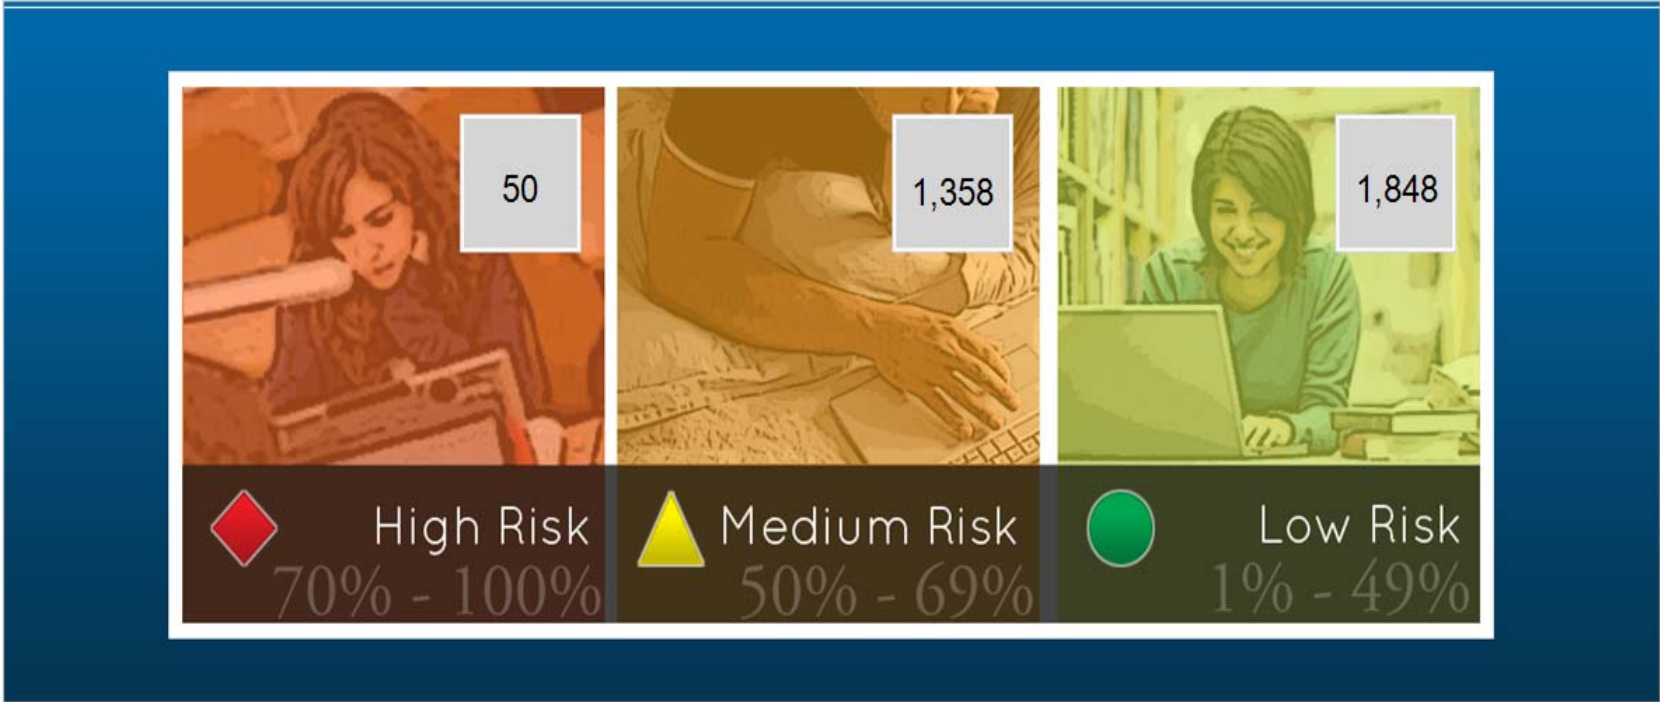 50
High Risk
70% - 100%
1,358
Medium Risk
50% - 69%
1,848
Low Risk
1% - 49%